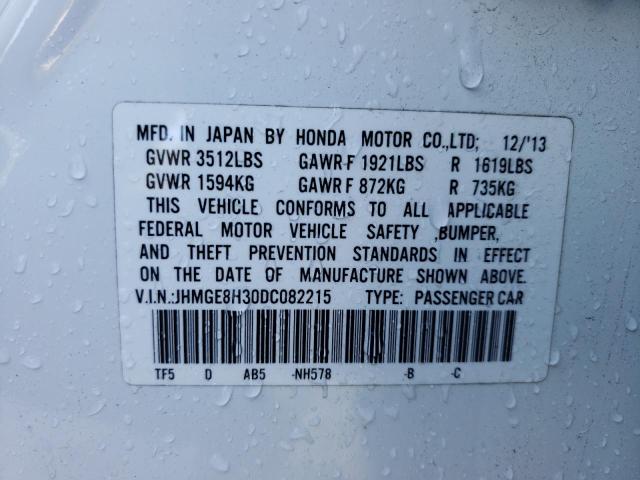 MFD. IN JAPAN BY HONDA MOTOR CO.,LTD; 12/'13
GVWR 3512LBS GAWR F 1921LBS R 1619LBS
GVWR 1594KG GAWR F 872KG R 735KG
THIS VEHICLE CONFORMS TO ALL APPLICABLE
FEDERAL MOTOR VEHICLE SAFETY ,BUMPER,
AND THEFT PREVENTION STANDARDS IN EFFECT
ON THE DATE OF MANUFACTURE SHOWN ABOVE.
V.I.N.:JHMGE8H30DC082215 TYPE: PASSENGER CAR
TF5 D AB5 -NH578 -B -C